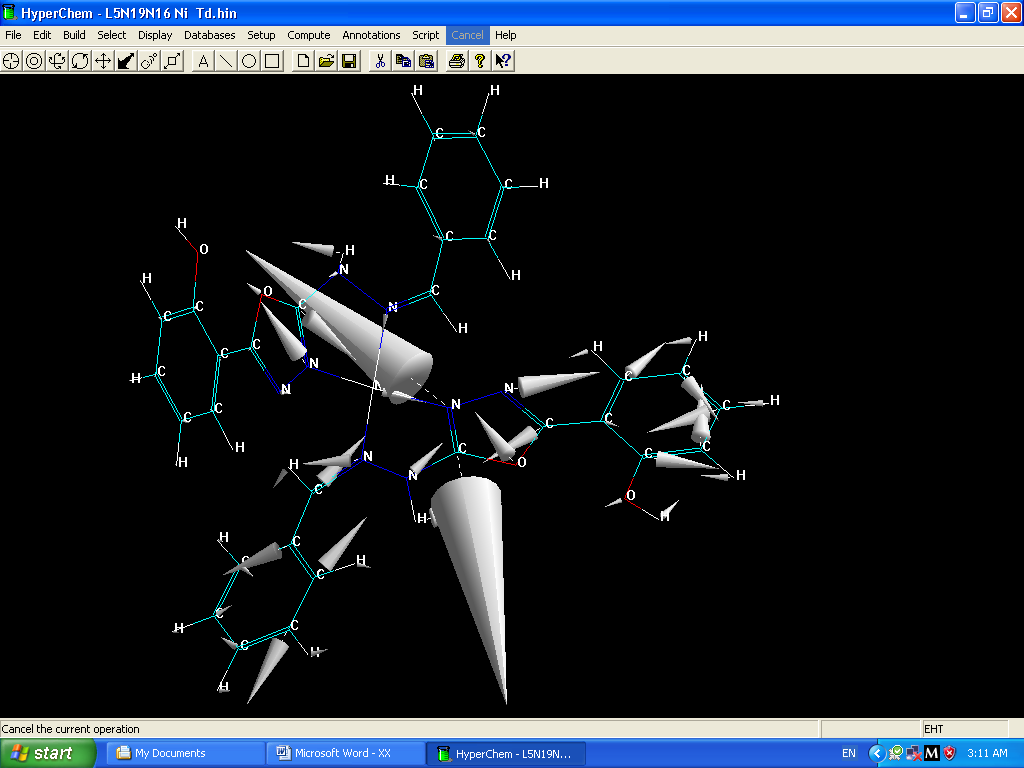 HyperChem - L5N19N16 Ni  Td.hin
File Edit Build Select Display Databases Setup Compute Annotations Script Cancel Help
A
H H
C C
H C C H
H
O
H
N
C C
H
H
O C
C
N
H
C C
C
C
N
H
H
C
N
N
C
C
H
C
N
N
C
C
H
C
C
H
H
C
N
C
O
C
C
H
H
C
N
O
H
H
C
H
C
C
H
C
H
C
C
H
H
Cancel the current operation
EHT
start
My Documents
Microsoft Word - XX
HyperChem - L5N19N...
EN
M
3:11 AM